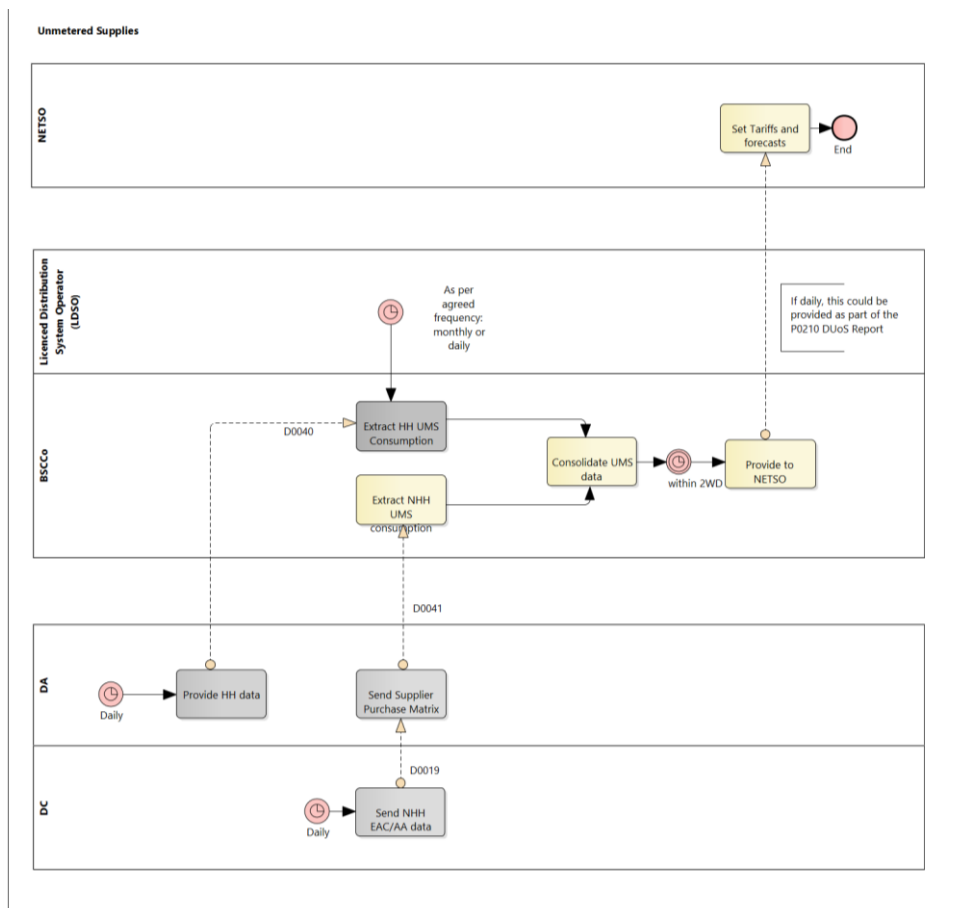 Unmetered Supplies
NETSO
Set Tariffs and
forecasts
End
Licenced Distribution
System Operator
(LDSO)
As per
agreed
frequency:
monthly or
daily
If daily, this could be
provided as part of the
P0210 DUoS Report
BSCCo
D0040
Extract HH UMS
Consumption
Consolidate UMS
data
within 2WD
Provide to
NETSO
Extract NHH
UMS
consumption
D0041
DA
Daily
Provide HH data
Send Supplier
Purchase Matrix
D0019
DC
Daily
Send NHH
EAC/AA data